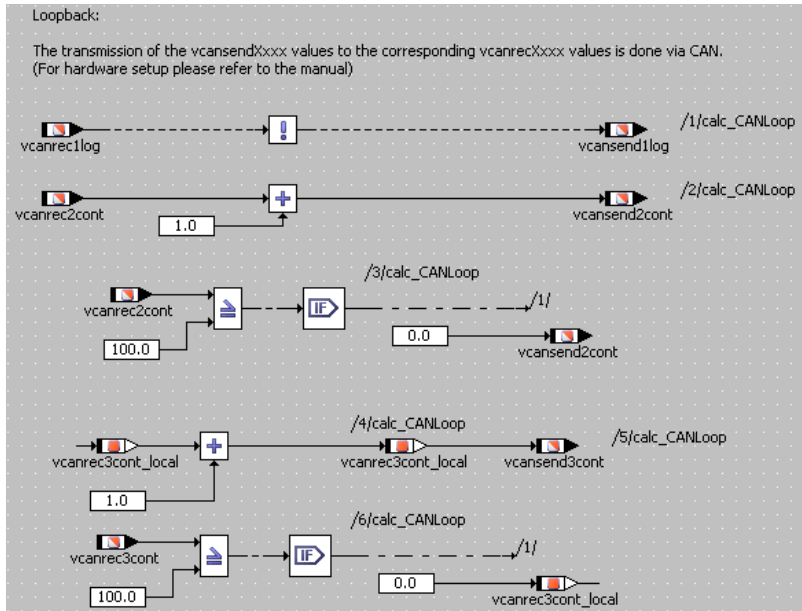 Loopback:
The transmission of the vcansendXxxx values to the corresponding vcanrecXxxx values is done via CAN.
(For hardware setup please refer to the manual)
/1/calc_CANLoop
vcanrec1log
!
vcansend1log
/2/calc_CANLoop
vcanrec2cont
+
vcansend2cont
1.0
/3/calc_CANLoop
vcanrec2cont
≥
IF
/1/
100.0
0.0
vcansend2cont
/4/calc_CANLoop
/5/calc_CANLoop
vcanrec3cont_local
+
vcanrec3cont_local
vcansend3cont
1.0
/6/calc_CANLoop
vcanrec3cont
≥
IF
/1/
100.0
0.0
vcanrec3cont_local